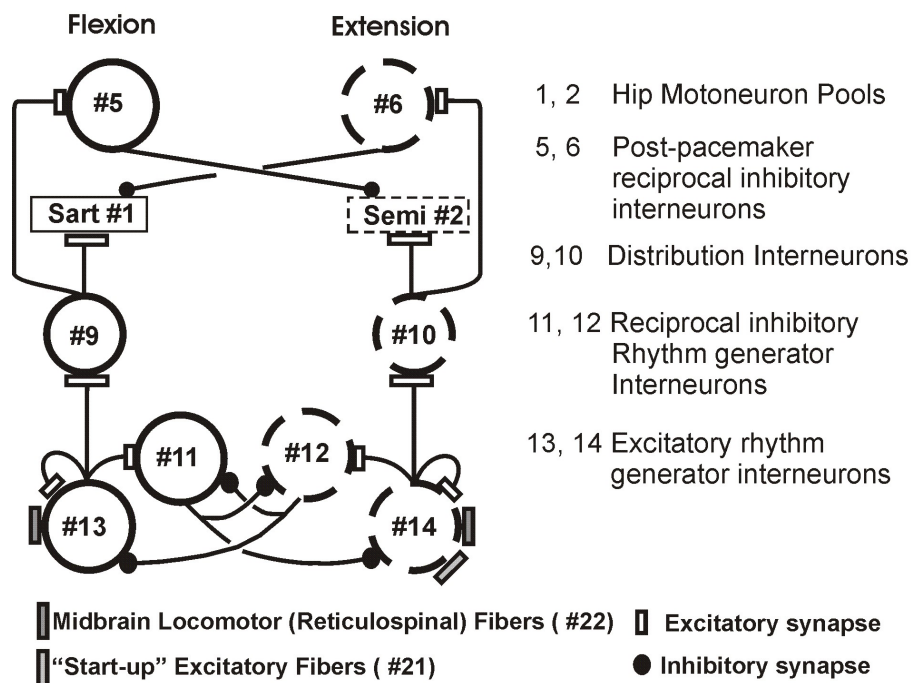 Flexion
Extension
#5
#6
Sart #1
Semi #2
#9
#10
#11
#12
#13
#14
1, 2 Hip Motoneuron Pools
5, 6 Post-pacemaker
reciprocal inhibitory
interneurons
9,10 Distribution Interneurons
11, 12 Reciprocal inhibitory
Rhythm generator
Interneurons
13, 14 Excitatory rhythm
generator interneurons
Midbrain Locomotor (Reticulospinal) Fibers ( #22)
Excitatory synapse
“Start-up” Excitatory Fibers ( #21)
Inhibitory synapse